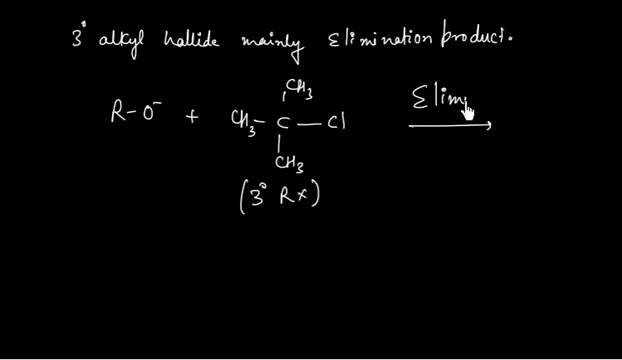 3° alkyl hallide mainly Elimination product.
CH3
R-O⁻ + CH3-C-Cl Elim
CH3
(3° RX)